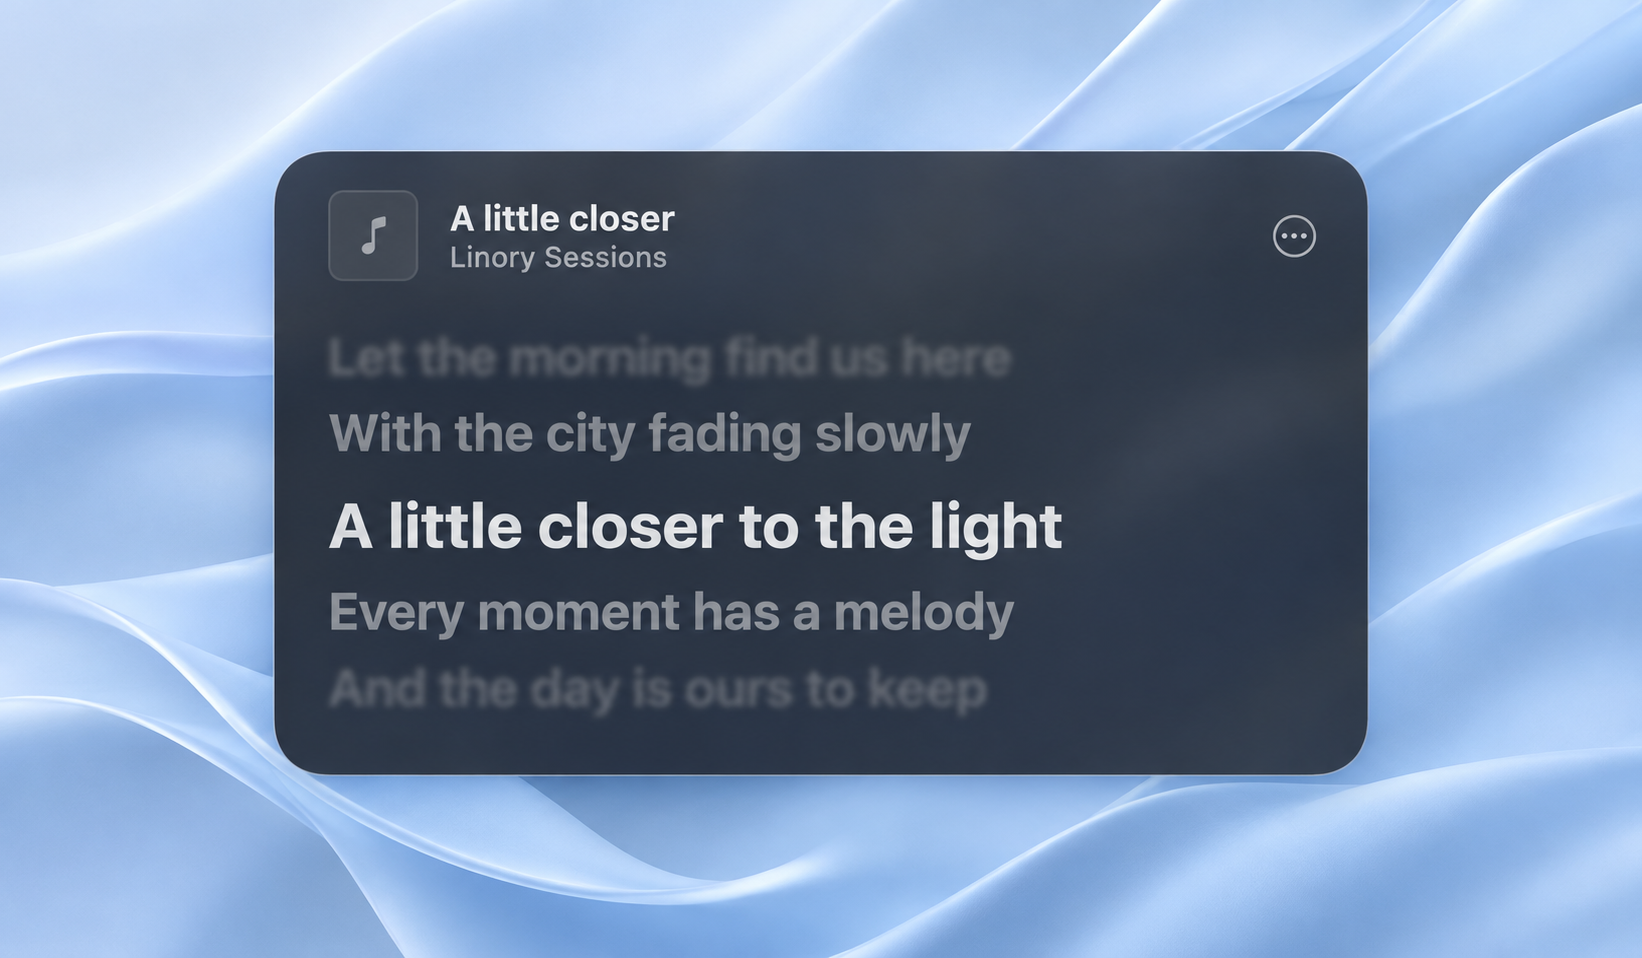 A little closer
Linory Sessions
Let the morning find us here
With the city fading slowly
A little closer to the light
Every moment has a melody
And the day is ours to keep